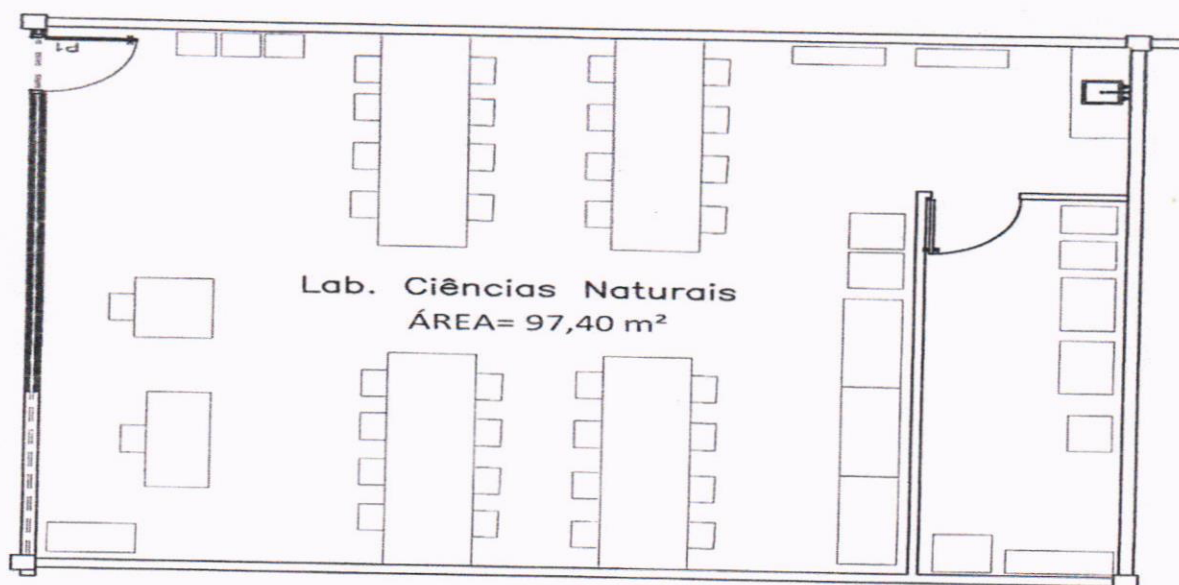 P1
Lab. Ciências Naturais
ÁREA= 97,40 m²